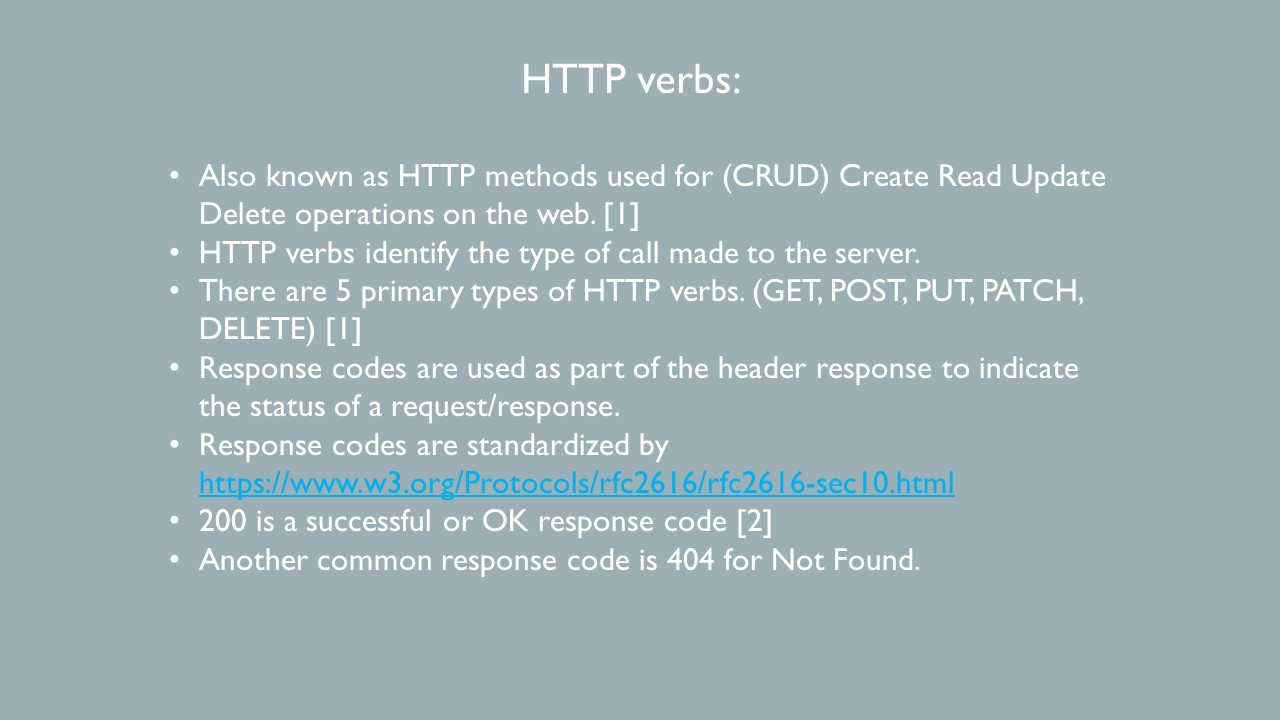 HTTP verbs:
• Also known as HTTP methods used for (CRUD) Create Read Update
Delete operations on the web. [1]
• HTTP verbs identify the type of call made to the server.
• There are 5 primary types of HTTP verbs. (GET, POST, PUT, PATCH,
DELETE) [1]
• Response codes are used as part of the header response to indicate
the status of a request/response.
• Response codes are standardized by
https://www.w3.org/Protocols/rfc2616/rfc2616-sec10.html
• 200 is a successful or OK response code [2]
• Another common response code is 404 for Not Found.